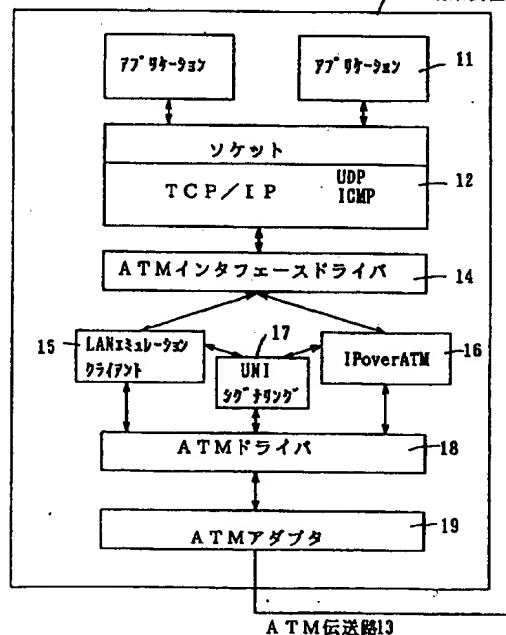 アプリケーション
アプリケーション
11
ソケット
TCP/IP
UDP
ICMP
12
ATMインタフェースドライバ
14
15
LANエミュレーション
クライアント
17
UNI
シグナリング
IPoverATM
16
ATMドライバ
18
ATMアダプタ
19
ATM伝送路13